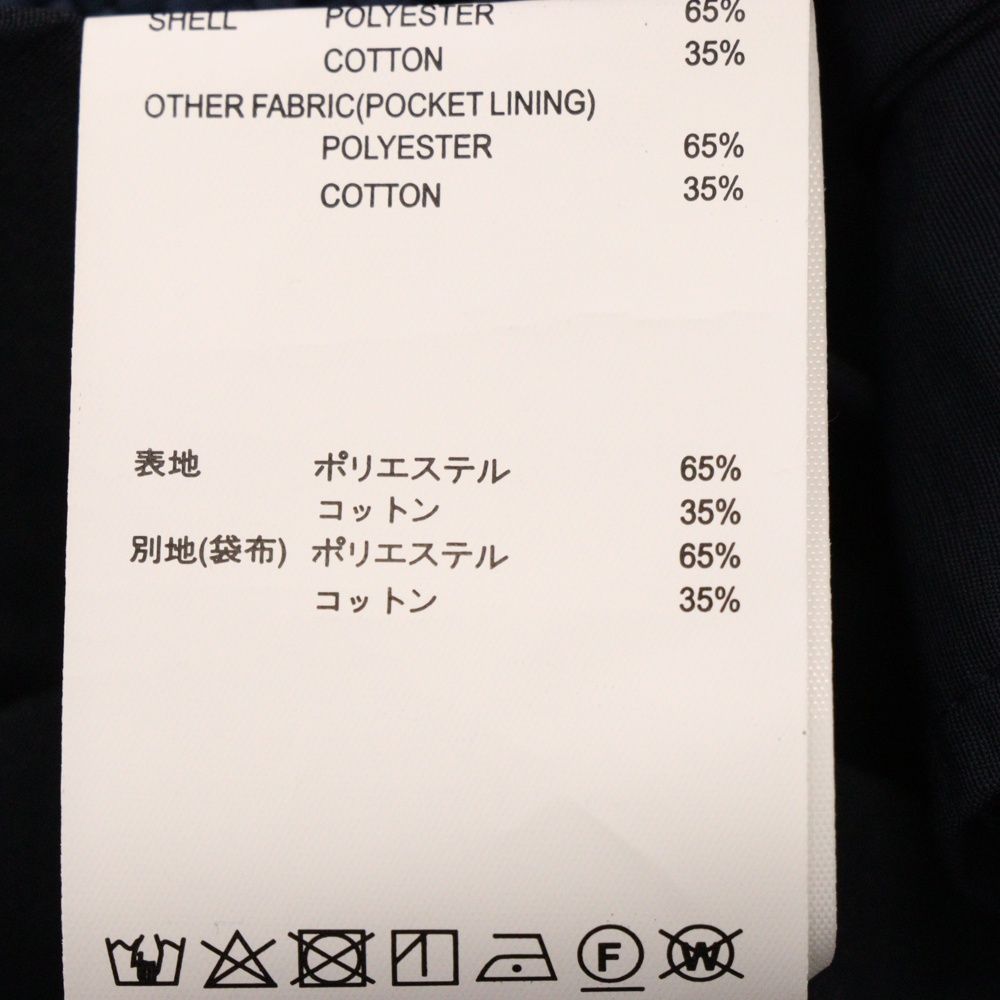 SHELL POLYESTER 65%
COTTON 35%
OTHER FABRIC(POCKET LINING)
POLYESTER 65%
COTTON 35%
表地 ポリエステル 65%
コットン 35%
別地(袋布) ポリエステル 65%
コットン 35%
F W